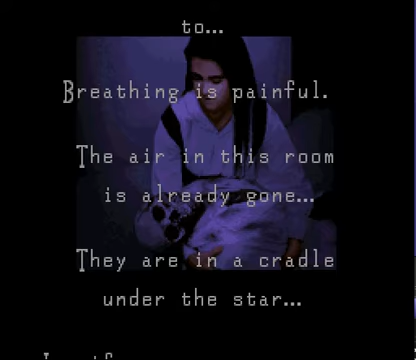 to...
Breathing is painful.
The air in this room
is already gone...
They are in a cradle
under the star...